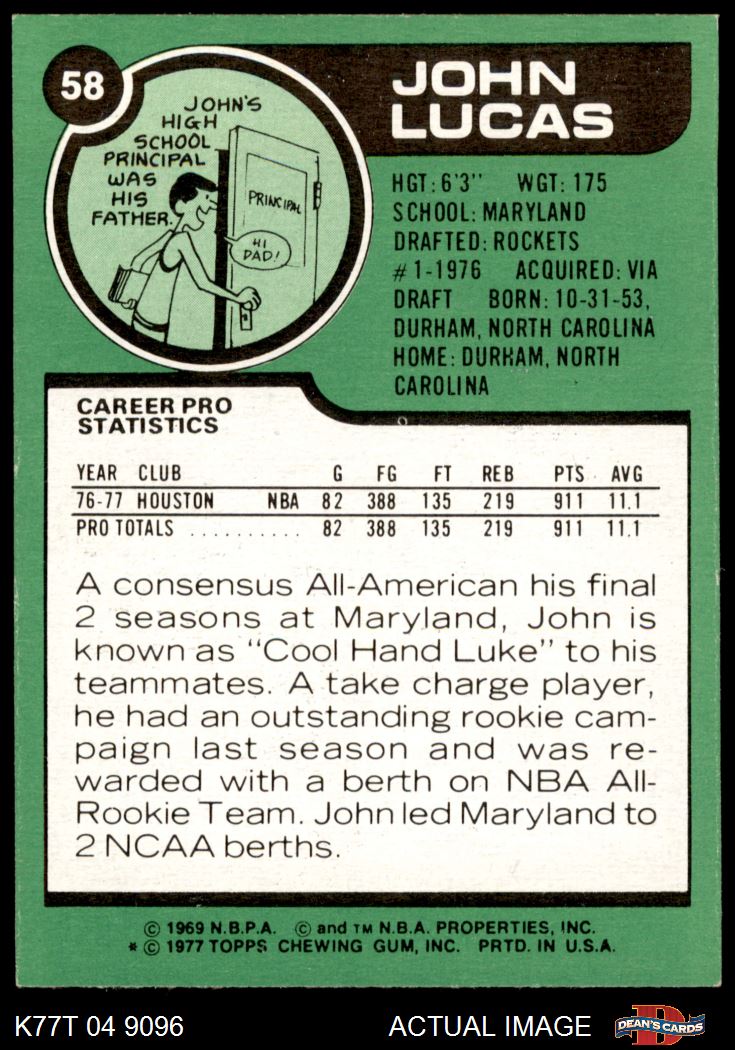 58
JOHN'S
HIGH
SCHOOL
PRINCIPAL
WAS
HIS
FATHER.
PRINCIPAL
HI
DAD!
JOHN
LUCAS
HGT: 6'3" WGT: 175
SCHOOL: MARYLAND
DRAFTED: ROCKETS
#1-1976 ACQUIRED: VIA
DRAFT BORN: 10-31-53,
DURHAM, NORTH CAROLINA
HOME: DURHAM, NORTH
CAROLINA
CAREER PRO
STATISTICS
YEAR CLUB G FG FT REB PTS AVG
76-77 HOUSTON NBA 82 388 135 219 911 11.1
PRO TOTALS .......... 82 388 135 219 911 11.1
A consensus All-American his final
2 seasons at Maryland, John is
known as "Cool Hand Luke" to his
teammates. A take charge player,
he had an outstanding rookie cam-
paign last season and was re-
warded with a berth on NBA All-
Rookie Team. John led Maryland to
2 NCAA berths.
© 1969 N.B.P.A. © and TM N.B.A. PROPERTIES, INC.
* © 1977 TOPPS CHEWING GUM, INC. PRTD. IN U.S.A.
K77T 04 9096 ACTUAL IMAGE
D
DEAN'S CARDS